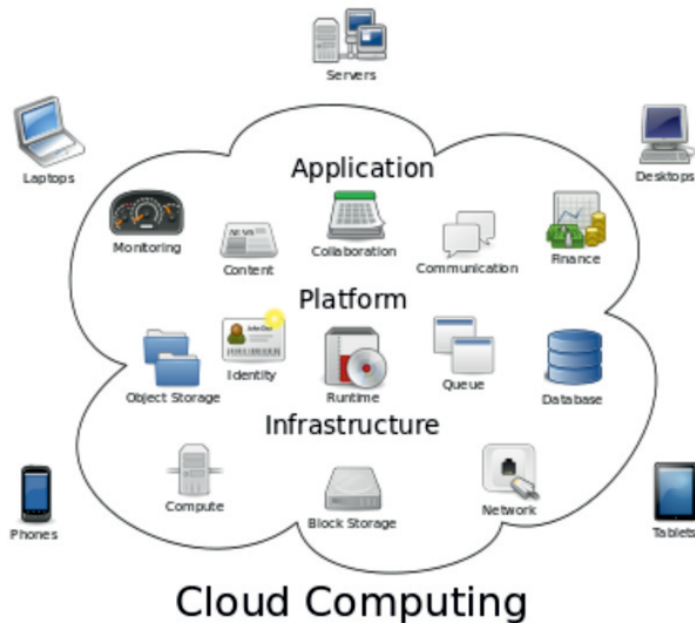 Servers
Laptops
Desktops
Application
Monitoring
Content
Collaboration
Communication
Finance
Platform
Object Storage
Identity
Runtime
Queue
Database
Infrastructure
Compute
Block Storage
Network
Phones
Tablets
Cloud Computing